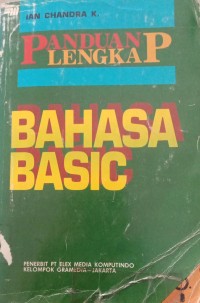 IAN CHANDRA K.
PANDUAN
LENGKAP
BAHASA
BASIC
PENERBIT PT ELEX MEDIA KOMPUTINDO
KELOMPOK GRAMEDIA—JAKARTA